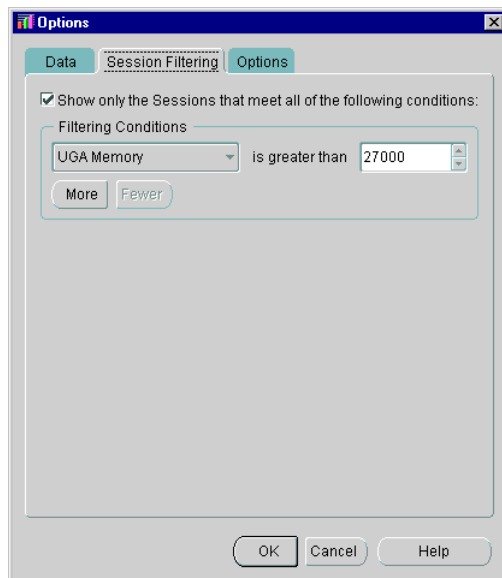 Options
Data Session Filtering Options
Show only the Sessions that meet all of the following conditions:
Filtering Conditions
UGA Memory is greater than 27000
More Fewer
OK Cancel Help